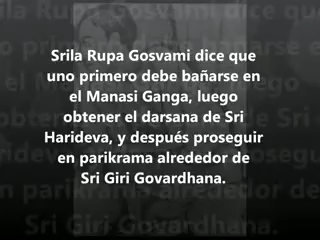 Srila Rupa Gosvami dice que
uno primero debe bañarse en
el Manasi Ganga, luego
obtener el darsana de Sri
Harideva, y después proseguir
en parikrama alrededor de
Sri Giri Govardhana.